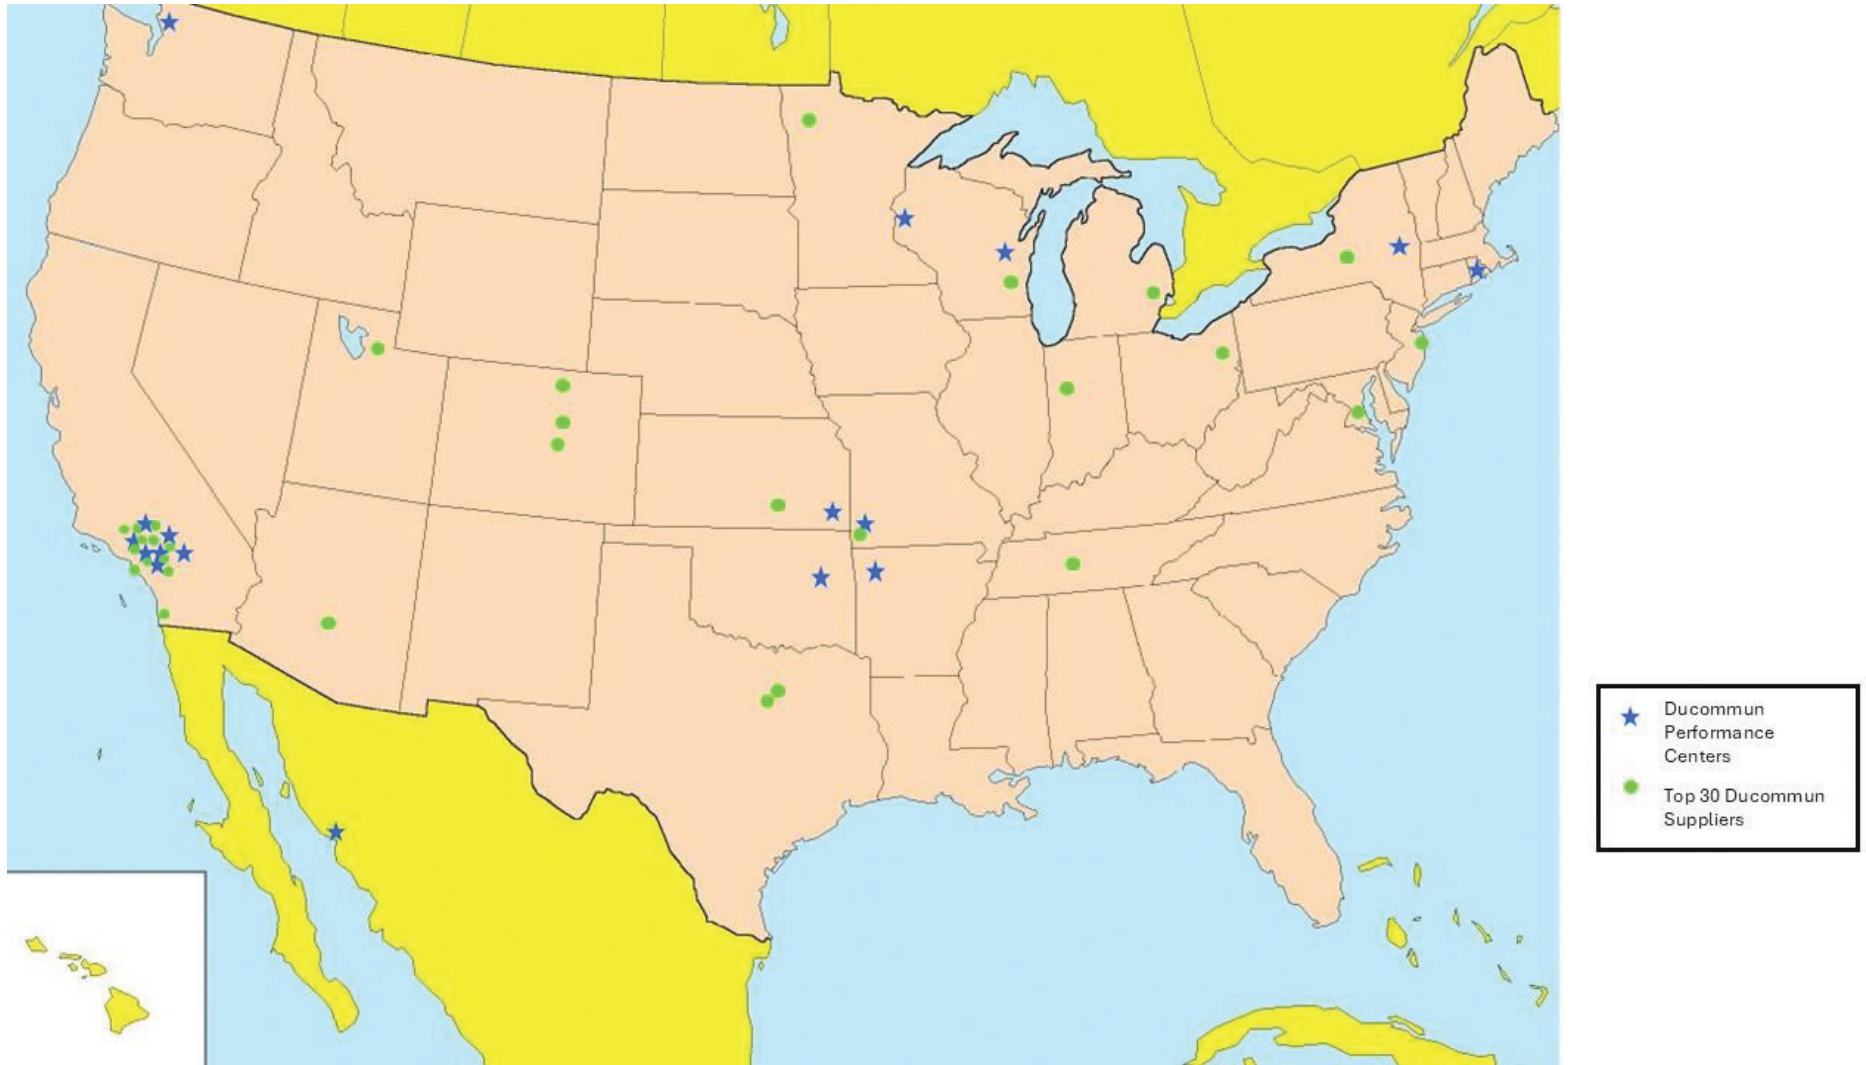 Ducommun
Performance
Centers
Top 30 Ducommun
Suppliers